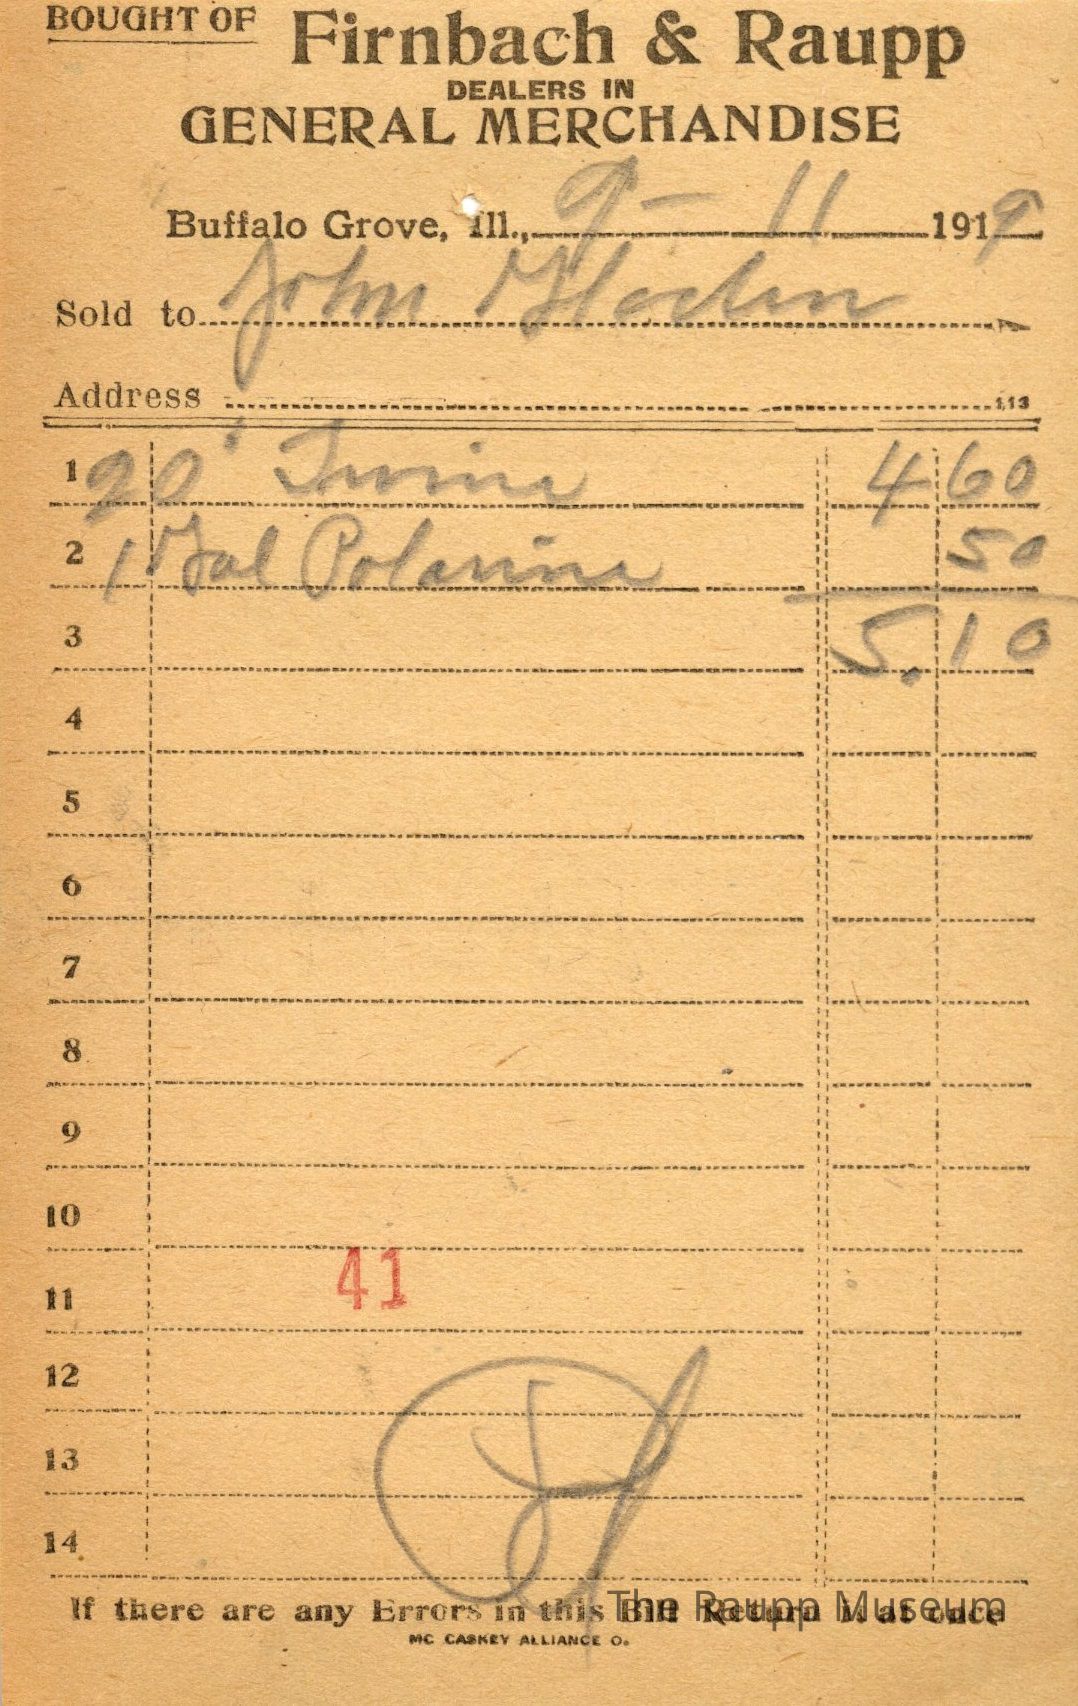 BOUGHT OF Firnbach & Raupp
DEALERS IN
GENERAL MERCHANDISE
Buffalo Grove, Ill., 9-11 1919
Sold to John
Address 113
1 20' Twine 4 60
2 1 Gal Polarine 50
3 5.10
4
5
6
7
8
9
10
11 41
12
13
14
If there are any Errors in this Bill Return it at once
The Raupp Museum
MC CASKEY ALLIANCE O.